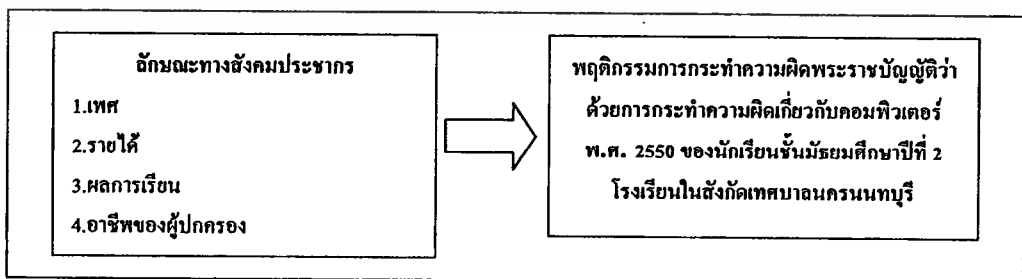 ลักษณะทางสังคมประชากร
1.เพศ
2.รายได้
3.ผลการเรียน
4.อาชีพของผู้ปกครอง
พฤติกรรมการกระทำความผิดพระราชบัญญัติว่า
ด้วยการกระทำความผิดเกี่ยวกับคอมพิวเตอร์
พ.ศ. 2550 ของนักเรียนชั้นมัธยมศึกษาปีที่ 2
โรงเรียนในสังกัดเทศบาลนครนนทบุรี